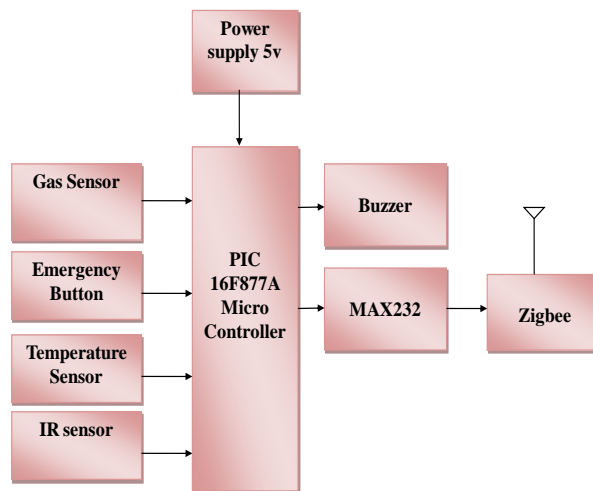 Power
supply 5v
Gas Sensor
Emergency
Button
Temperature
Sensor
IR sensor
PIC
16F877A
Micro
Controller
Buzzer
MAX232
Zigbee